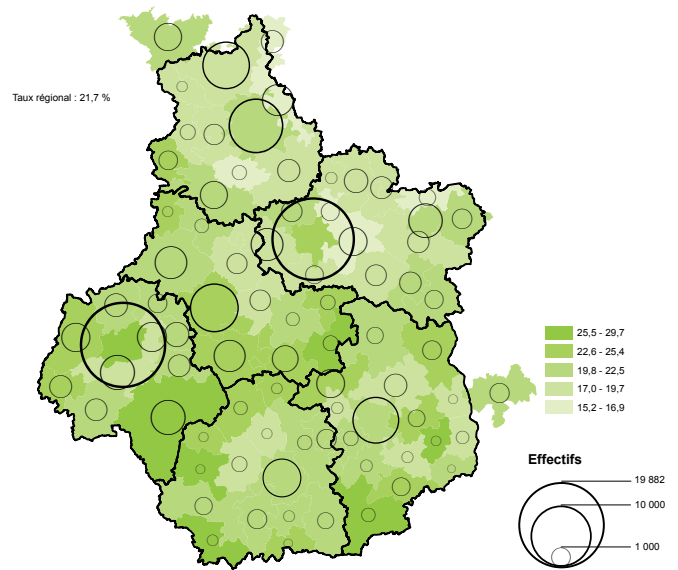 Taux régional : 21,7 %
25,5 - 29,7
22,6 - 25,4
19,8 - 22,5
17,0 - 19,7
15,2 - 16,9
Effectifs
19 882
10 000
1 000